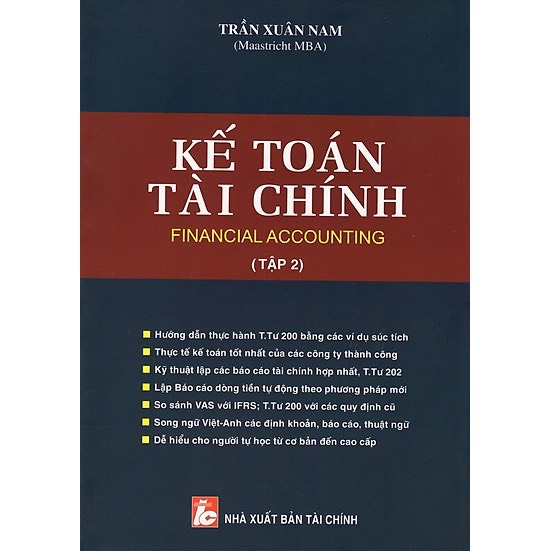 TRẦN XUÂN NAM
(Maastricht MBA)
KẾ TOÁN
TÀI CHÍNH
FINANCIAL ACCOUNTING
(TẬP 2)
Hướng dẫn thực hành T.Tư 200 bằng các ví dụ súc tích
Thực tế kế toán tốt nhất của các công ty thành công
Kỹ thuật lập các báo cáo tài chính hợp nhất, T.Tư 202
Lập Báo cáo dòng tiền tự động theo phương pháp mới
So sánh VAS với IFRS; T.Tư 200 với các quy định cũ
Song ngữ Việt-Anh các định khoản, báo cáo, thuật ngữ
Dễ hiểu cho người tự học từ cơ bản đến cao cấp
NHÀ XUẤT BẢN TÀI CHÍNH